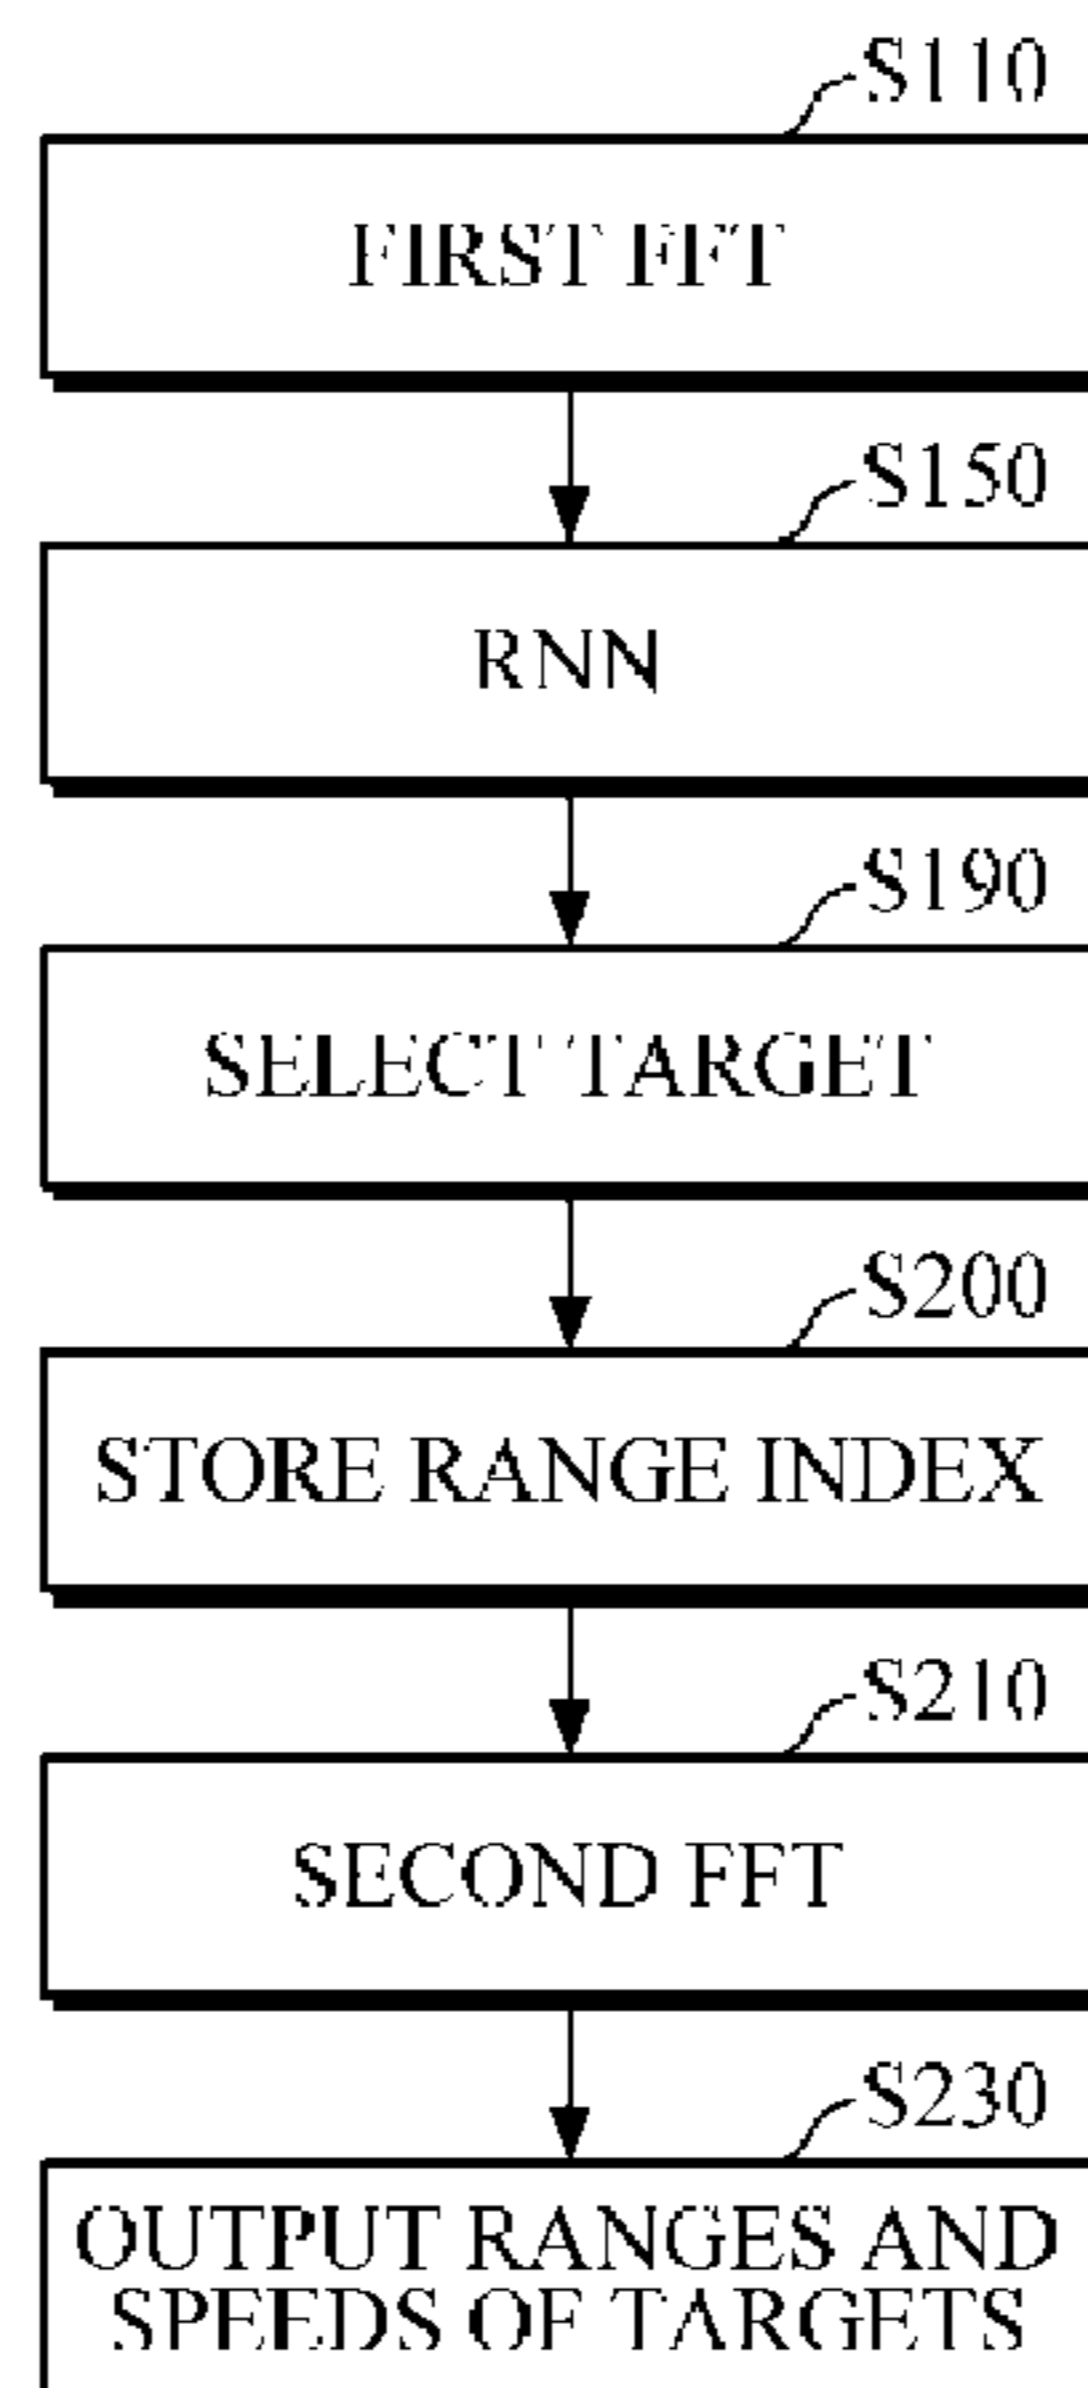 S110
FIRST FFT
S150
RNN
S190
SELECT TARGET
S200
STORE RANGE INDEX
S210
SECOND FFT
S230
OUTPUT RANGES AND
SPEEDS OF TARGETS